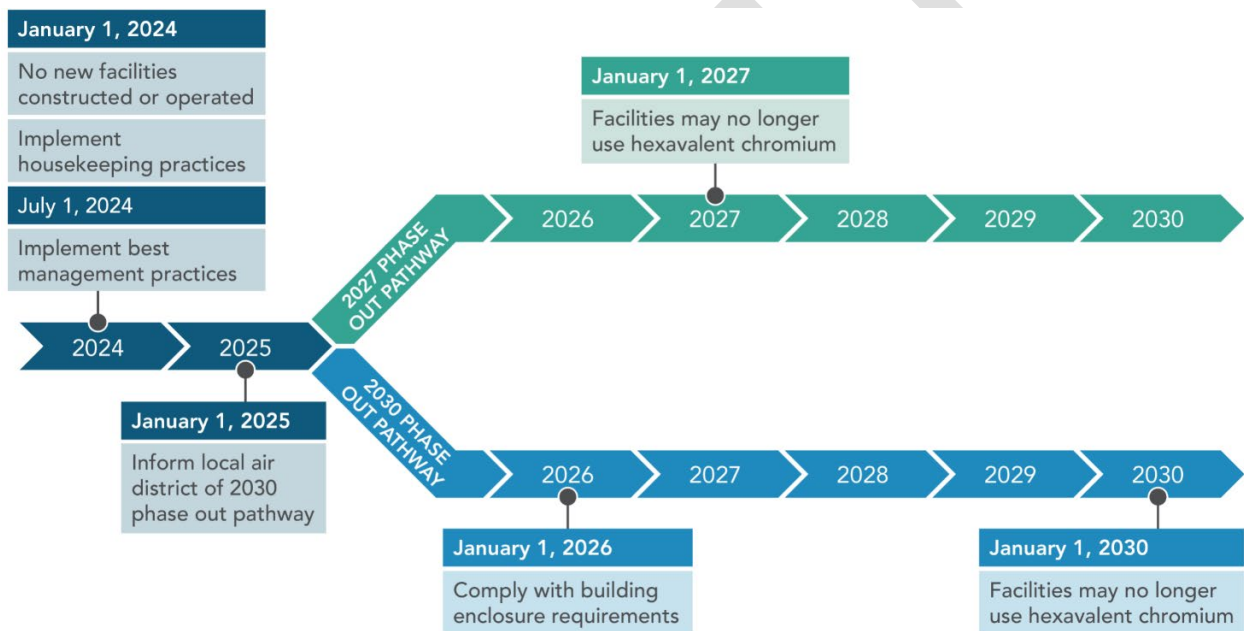 January 1, 2024
No new facilities
constructed or operated
Implement
housekeeping practices
July 1, 2024
Implement best
management practices
2024
2025
January 1, 2025
Inform local air
district of 2030
phase out pathway
2027 PHASE
OUT PATHWAY
January 1, 2027
Facilities may no longer
use hexavalent chromium
2026
2027
2028
2029
2030
2030 PHASE
OUT PATHWAY
2026
2027
2028
2029
2030
January 1, 2026
Comply with building
enclosure requirements
January 1, 2030
Facilities may no longer
use hexavalent chromium